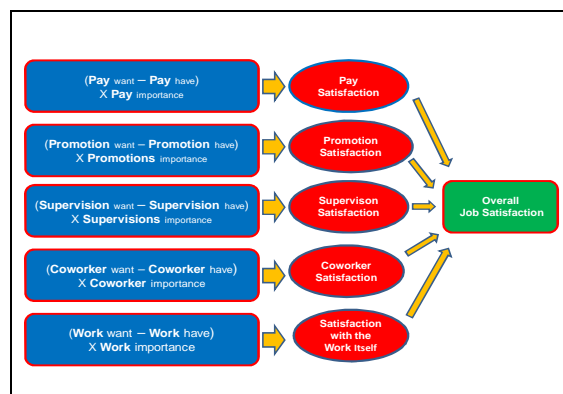 (Pay want – Pay have)
X Pay importance
Pay
Satisfaction
(Promotion want – Promotion have)
X Promotions importance
Promotion
Satisfaction
(Supervision want – Supervision have)
X Supervisions importance
Supervison
Satisfaction
Overall
Job Satisfaction
(Coworker want – Coworker have)
X Coworker importance
Coworker
Satisfaction
(Work want – Work have)
X Work importance
Satisfaction
with the
Work Itself